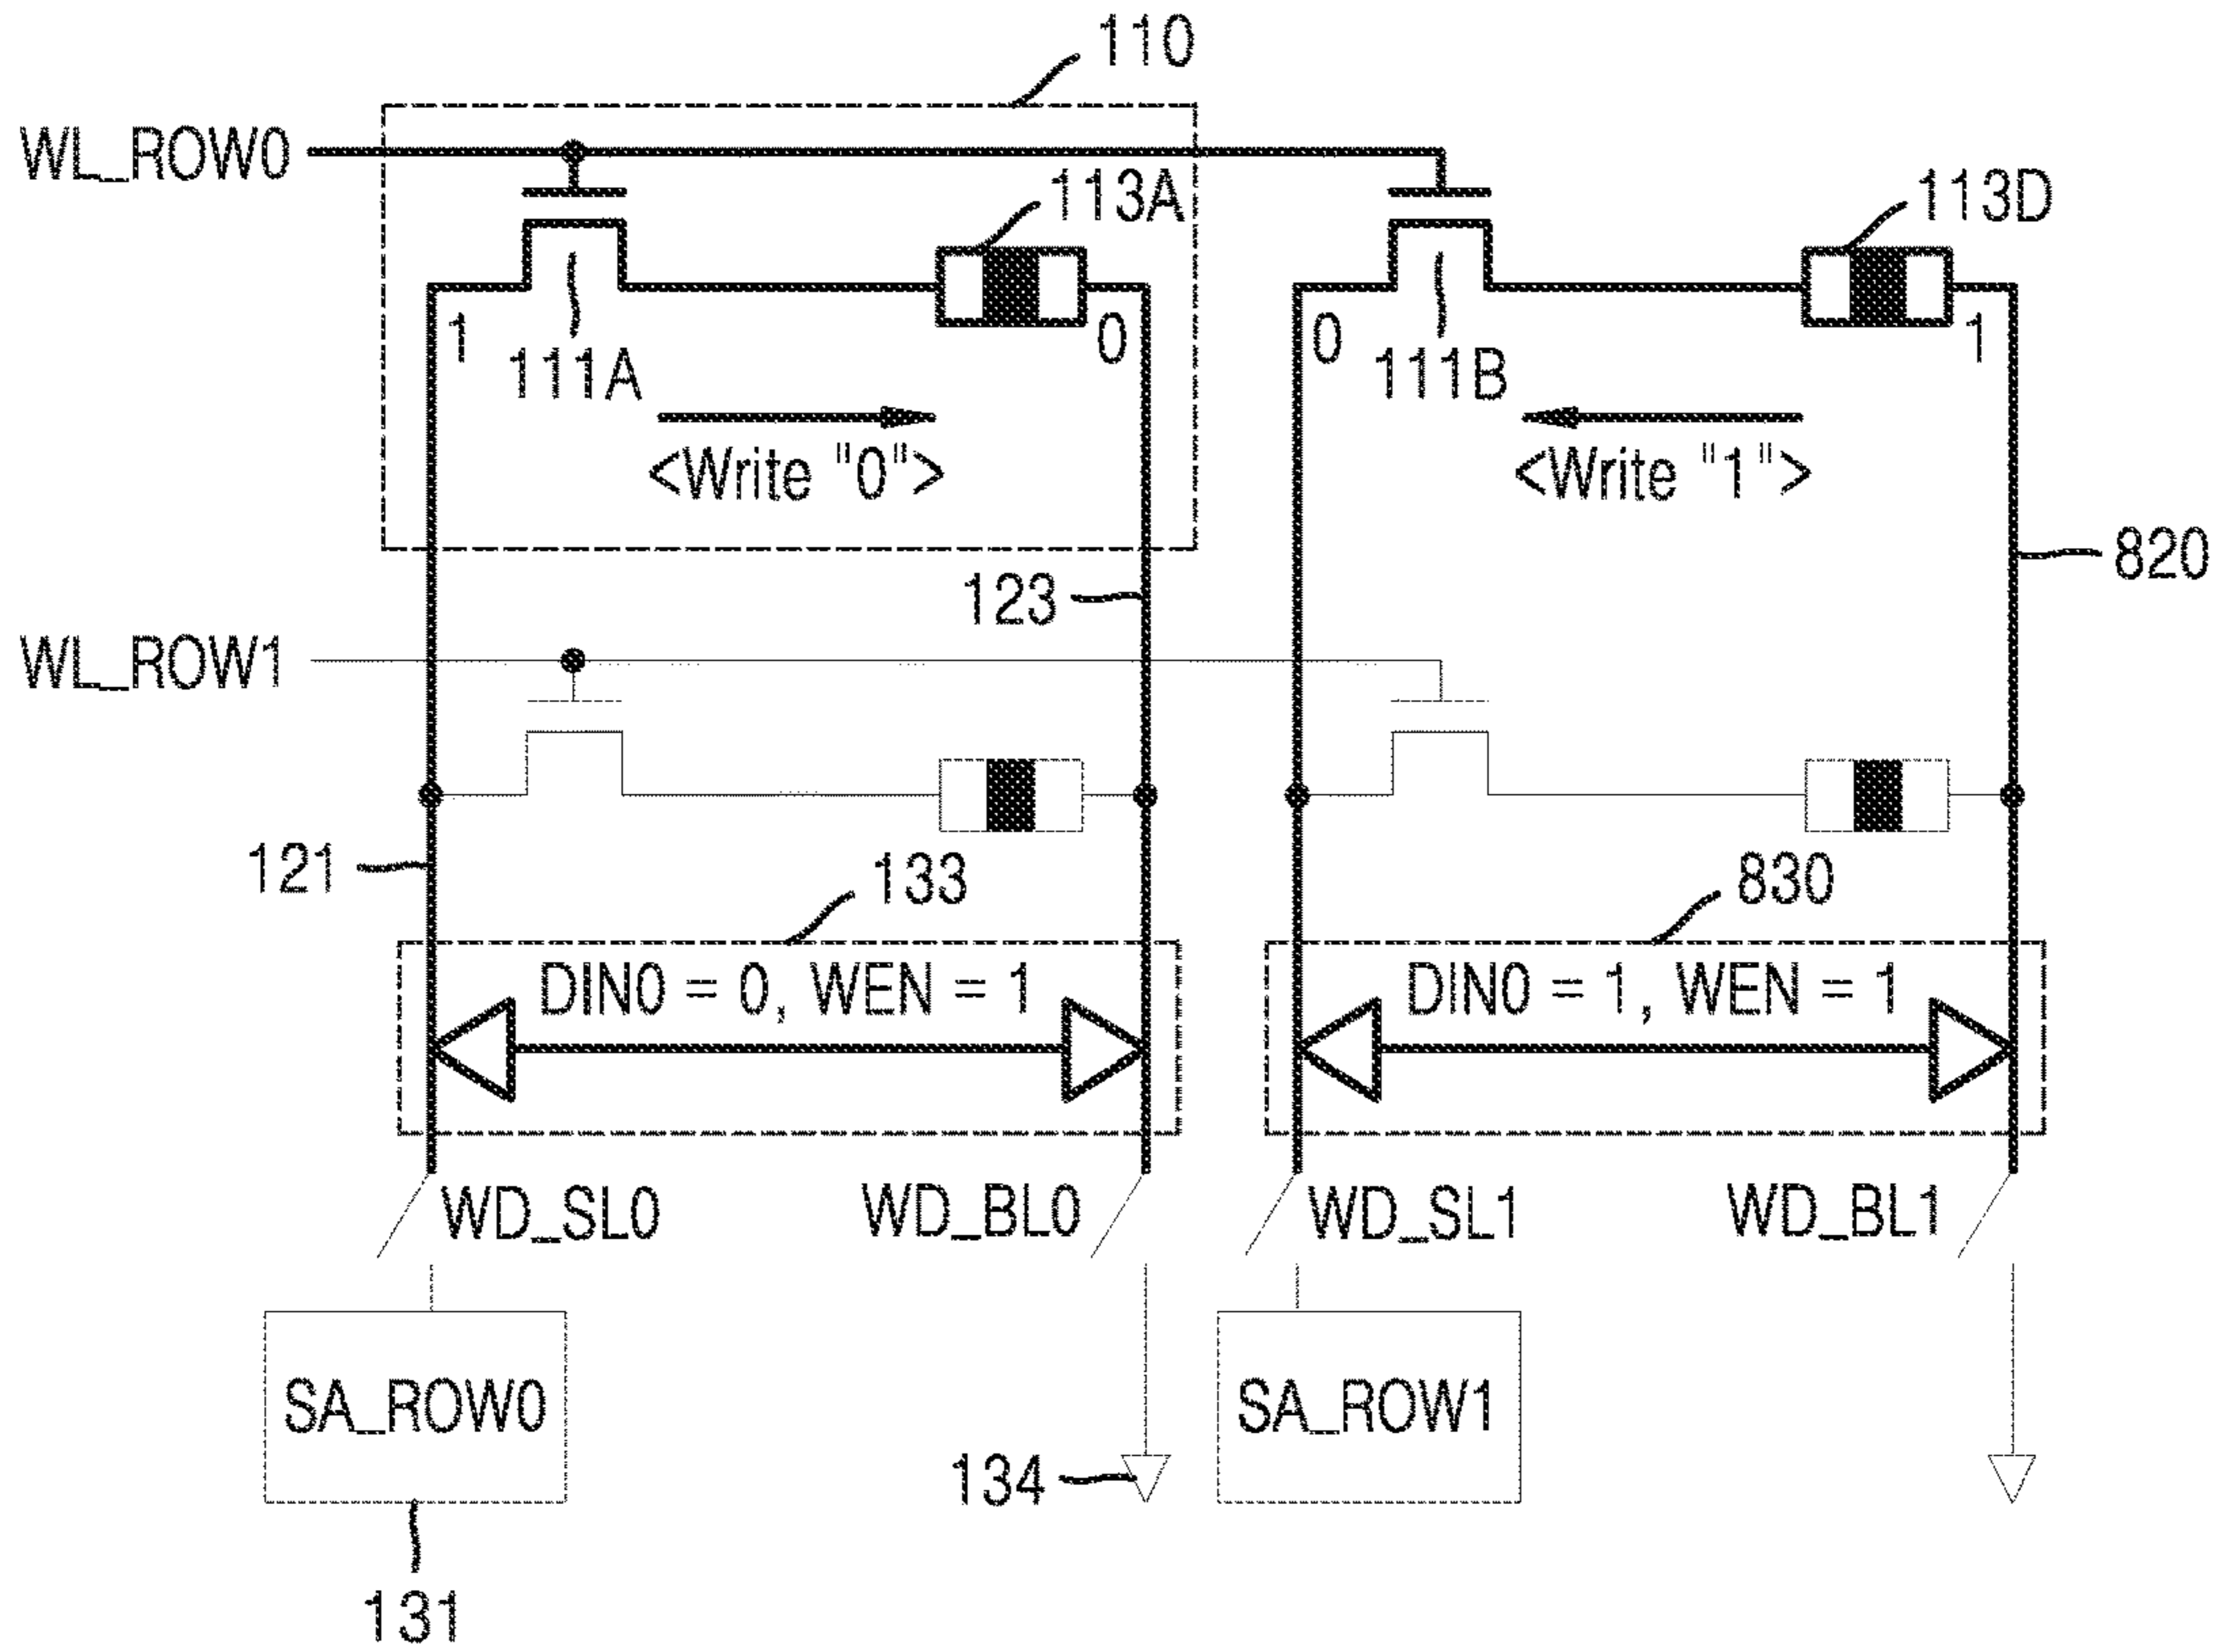 110
WL_ROW0
113A
113D
1
111A
0
0
111B
1
<Write "0">
<Write "1">
820
123
WL_ROW1
121
133
830
DIN0 = 0, WEN = 1
DIN0 = 1, WEN = 1
WD_SL0
WD_BL0
WD_SL1
WD_BL1
SA_ROW0
SA_ROW1
134
131